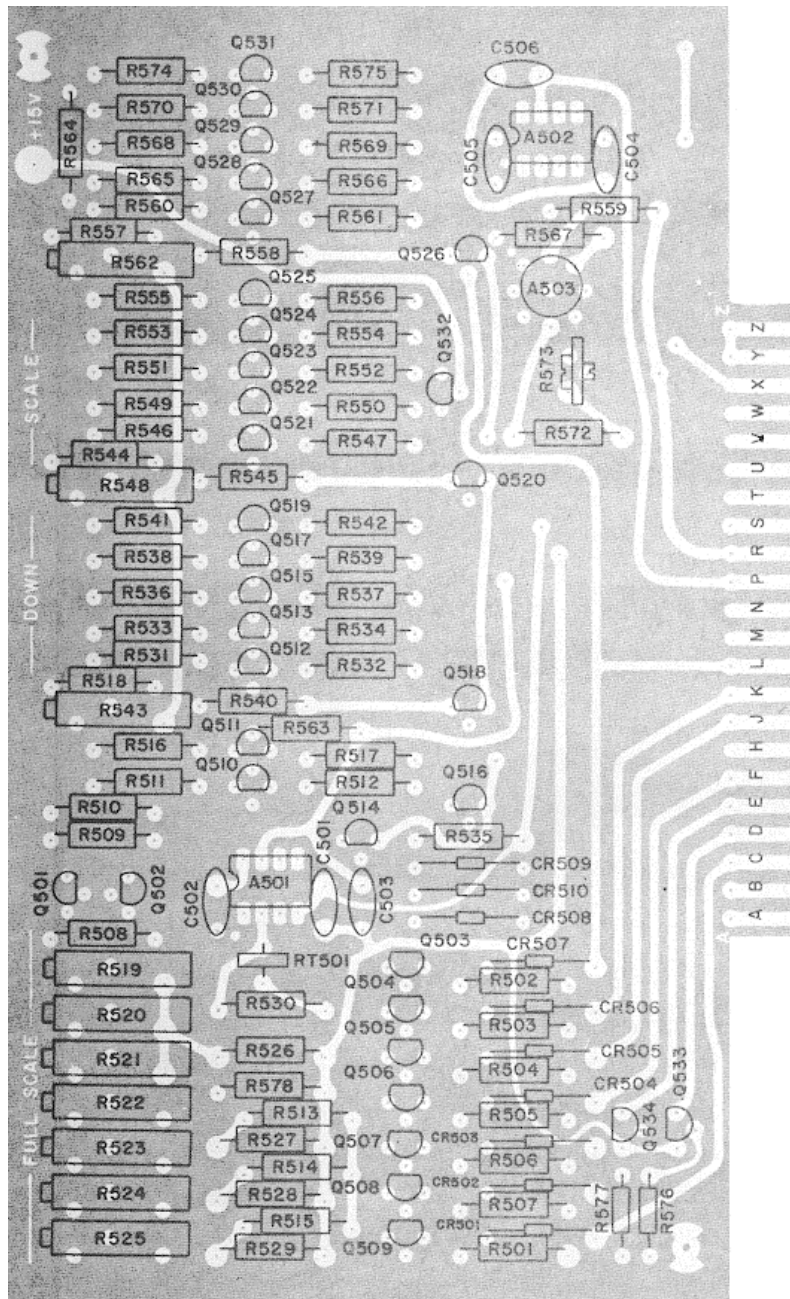 Q531
C506
R574
R575
Q530
R570
R571
+15V
R564
Q529
R568
R569
A502
C505
C504
Q528
R565
R566
R560
Q527
R561
R559
R557
R558
Q526
R567
R562
Q525
R555
R556
A503
Q524
R553
R554
Q532
Z
Z
Q523
R551
R552
R573
Y
SCALE
X
Q522
R549
R550
W
R546
Q521
R547
R572
V
R544
R545
Q520
U
R548
T
Q519
R541
R542
S
Q517
R538
R539
R
DOWN
Q515
R536
R537
P
Q513
R533
R534
N
M
R531
Q512
R532
L
R518
R540
Q518
K
R543
R563
J
Q511
R516
R517
H
Q510
R511
R512
F
R510
Q514
Q516
E
R509
C501
R535
D
CR509
C
Q501
Q502
C502
A501
C503
CR510
B
CR508
A
A
R508
Q503
CR507
R519
RT501
Q504
R502
R520
R530
CR506
Q505
R503
R521
R526
CR505
Q506
R504
FULL SCALE
R578
CR504
Q533
R522
R513
R505
Q534
R523
R527
Q507
CR503
R506
R514
R524
R528
Q508
CR502
R507
R577
R576
R515
CR501
R525
R529
Q509
R501